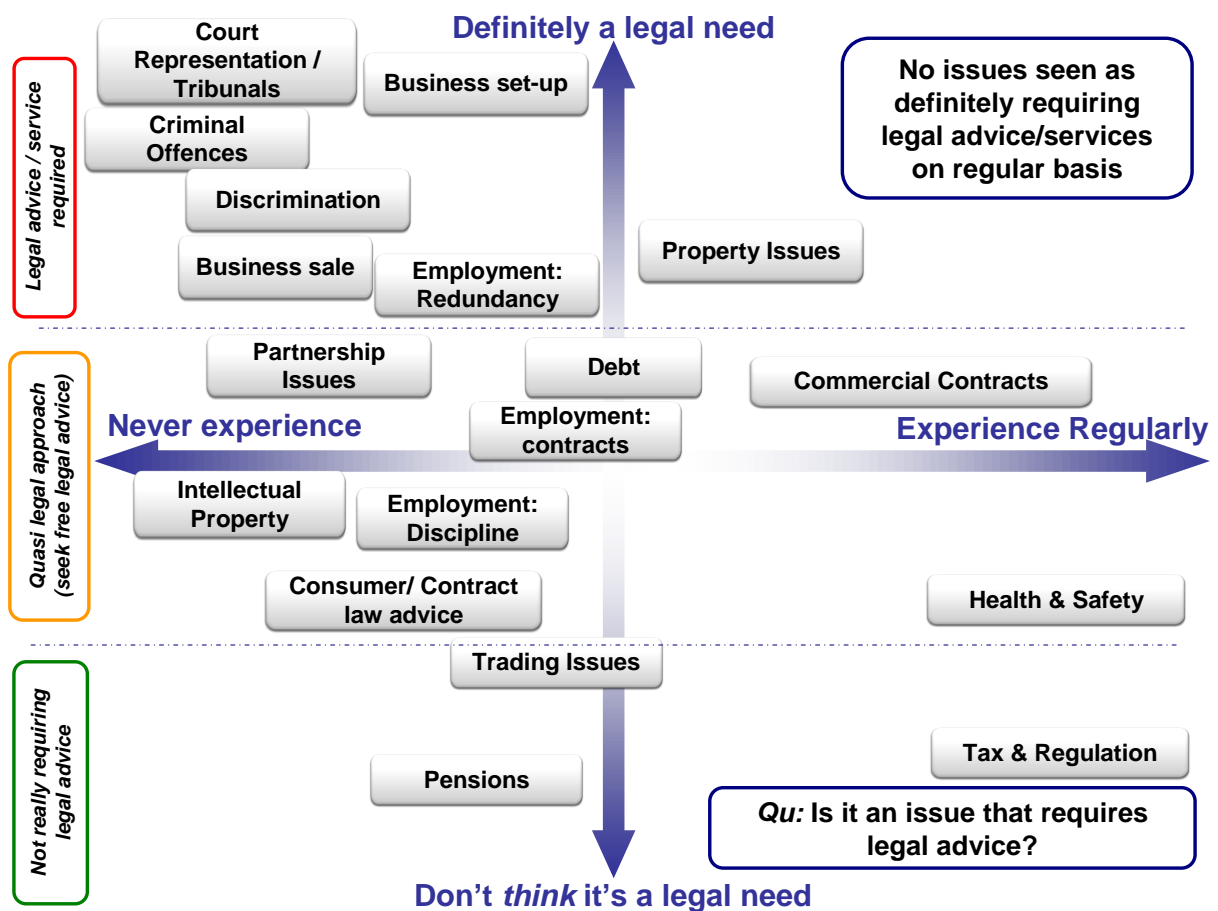 Definitely a legal need
Court
Representation /
Tribunals
Business set-up
No issues seen as
definitely requiring
legal advice/services
on regular basis
Legal advice / service
required
Criminal
Offences
Discrimination
Business sale
Employment:
Redundancy
Property Issues
Quasi legal approach
(seek free legal advice)
Partnership
Issues
Debt
Commercial Contracts
Never experience
Employment:
contracts
Experience Regularly
Intellectual
Property
Employment:
Discipline
Consumer/ Contract
law advice
Health & Safety
Not really requiring
legal advice
Trading Issues
Pensions
Tax & Regulation
Qu: Is it an issue that requires
legal advice?
Don't think it's a legal need